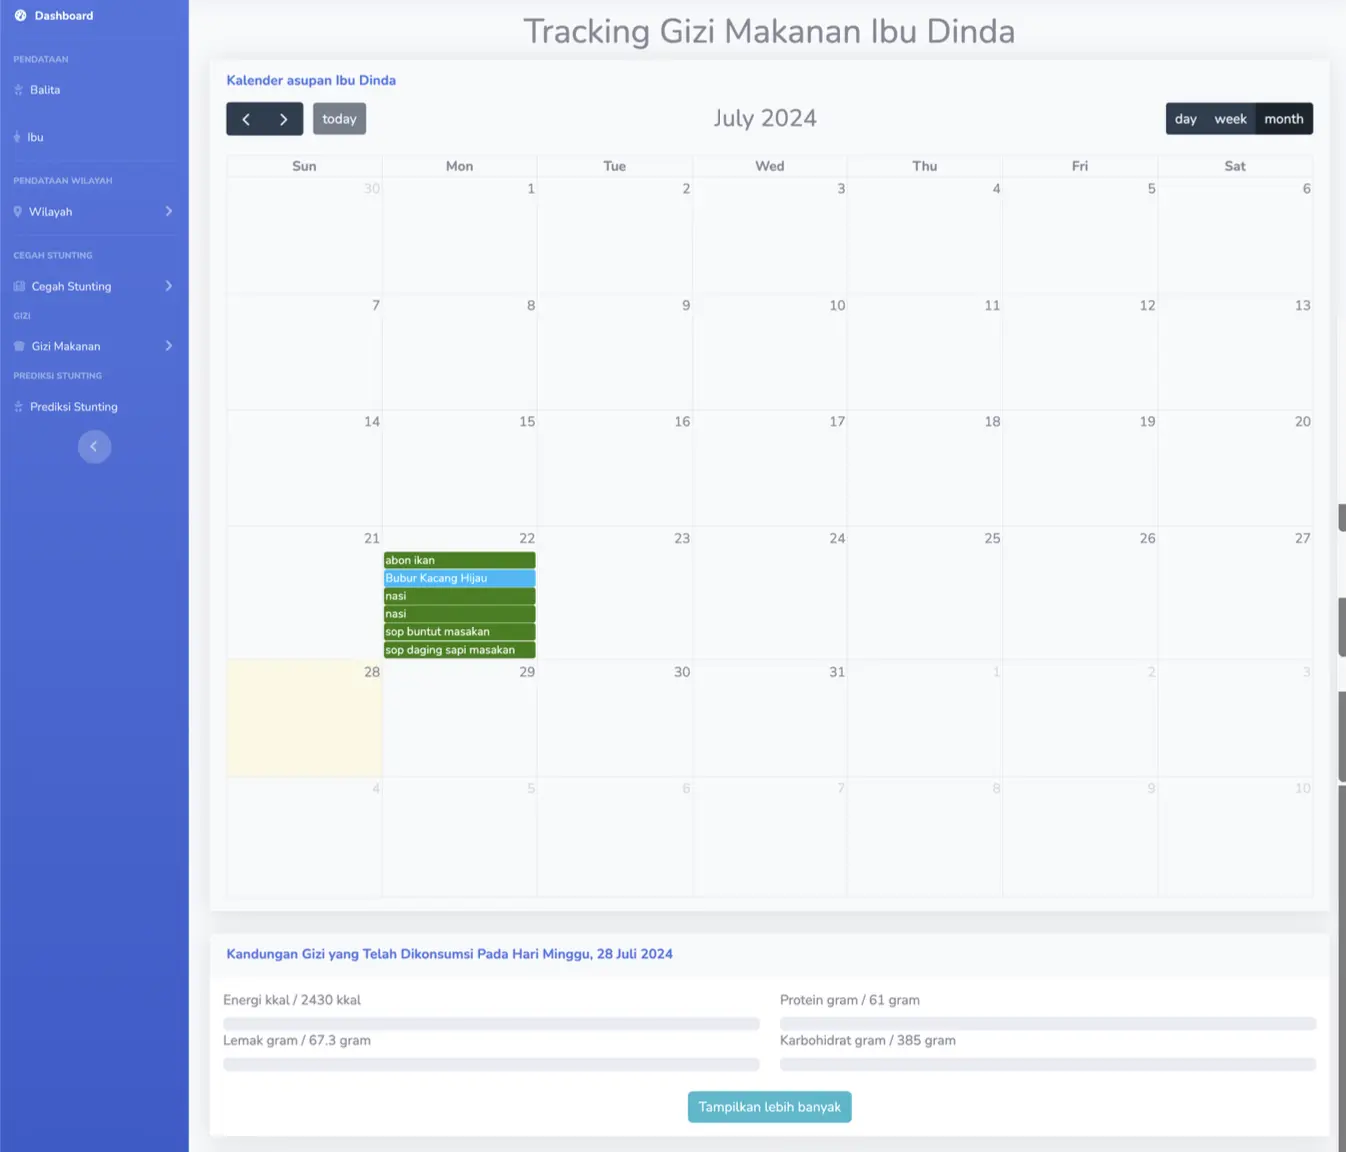 Dashboard
PENDATAAN
Balita
Ibu
PENDATAAN WILAYAH
Wilayah
CEGAH STUNTING
Cegah Stunting
GIZI
Gizi Makanan
PREDIKSI STUNTING
Prediksi Stunting
Tracking Gizi Makanan Ibu Dinda
Kalender asupan Ibu Dinda
today
July 2024
day week month
Sun Mon Tue Wed Thu Fri Sat
30 1 2 3 4 5 6
7 8 9 10 11 12 13
14 15 16 17 18 19 20
21 22 23 24 25 26 27
abon ikan
Bubur Kacang Hijau
nasi
nasi
sop buntut masakan
sop daging sapi masakan
28 29 30 31 1 2 3
4 5 6 7 8 9 10
Kandungan Gizi yang Telah Dikonsumsi Pada Hari Minggu, 28 Juli 2024
Energi kkal / 2430 kkal
Protein gram / 61 gram
Lemak gram / 67.3 gram
Karbohidrat gram / 385 gram
Tampilkan lebih banyak